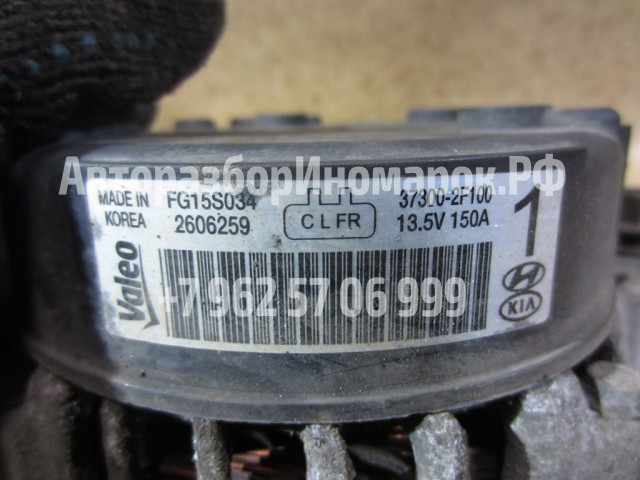 АвторазборИномарок.РФ
MADE IN KOREA
FG15S034
2606259
C L FR
37300-2F100
13.5V 150A
1
Valeo
+7 962 57 06 999
KIA